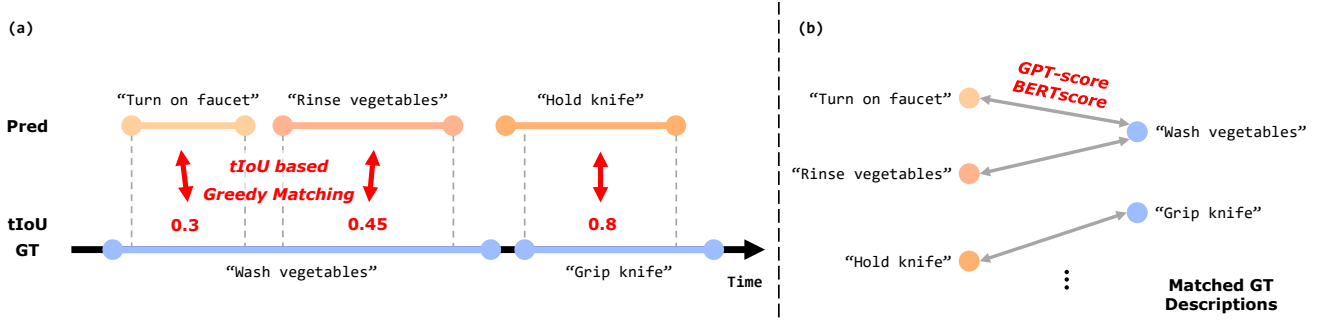 (a)
“Turn on faucet”
“Rinse vegetables”
“Hold knife”
Pred
tIoU based
Greedy Matching
tIoU
0.3
0.45
0.8
GT
“Wash vegetables”
“Grip knife”
Time
(b)
GPT-score
BERTscore
“Turn on faucet”
“Wash vegetables”
“Rinse vegetables”
“Grip knife”
“Hold knife”
Matched GT
Descriptions